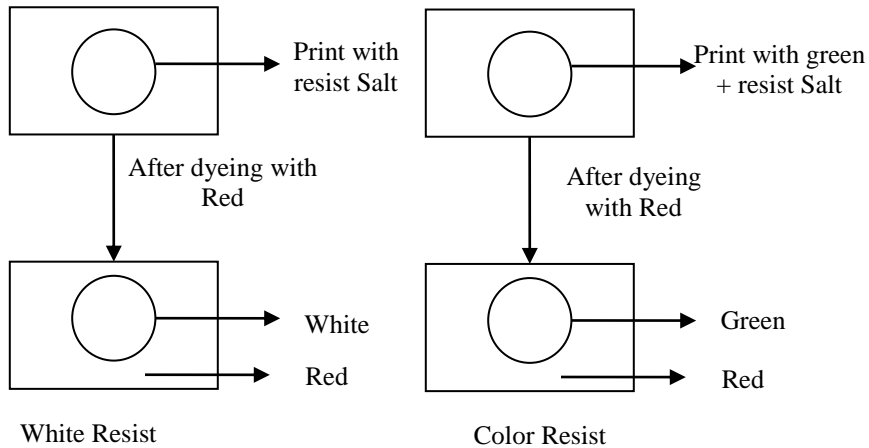 Print with
resist Salt
After dyeing with
Red
White
Red
White Resist
Print with green
+ resist Salt
After dyeing
with Red
Green
Red
Color Resist